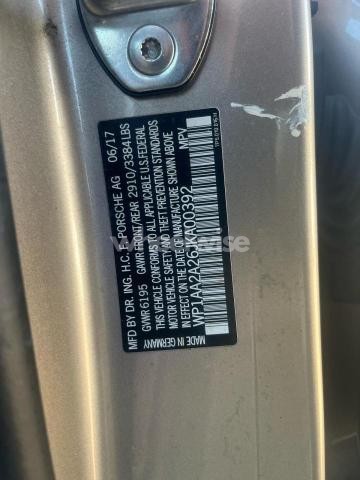 MFD BY DR. ING. H.C. F. PORSCHE AG 06/17
GVWR 6195 GAWR FRONT/REAR 2910/3384LBS
THIS VEHICLE CONFORMS TO ALL APPLICABLE U.S.FEDERAL
MOTOR VEHICLE SAFETY AND THEFT PREVENTION STANDARDS
IN EFFECT ON THE DATE OF MANUFACTURE SHOWN ABOVE.
WP1AA2A26JKA00392 MPV
MADE IN GERMANY